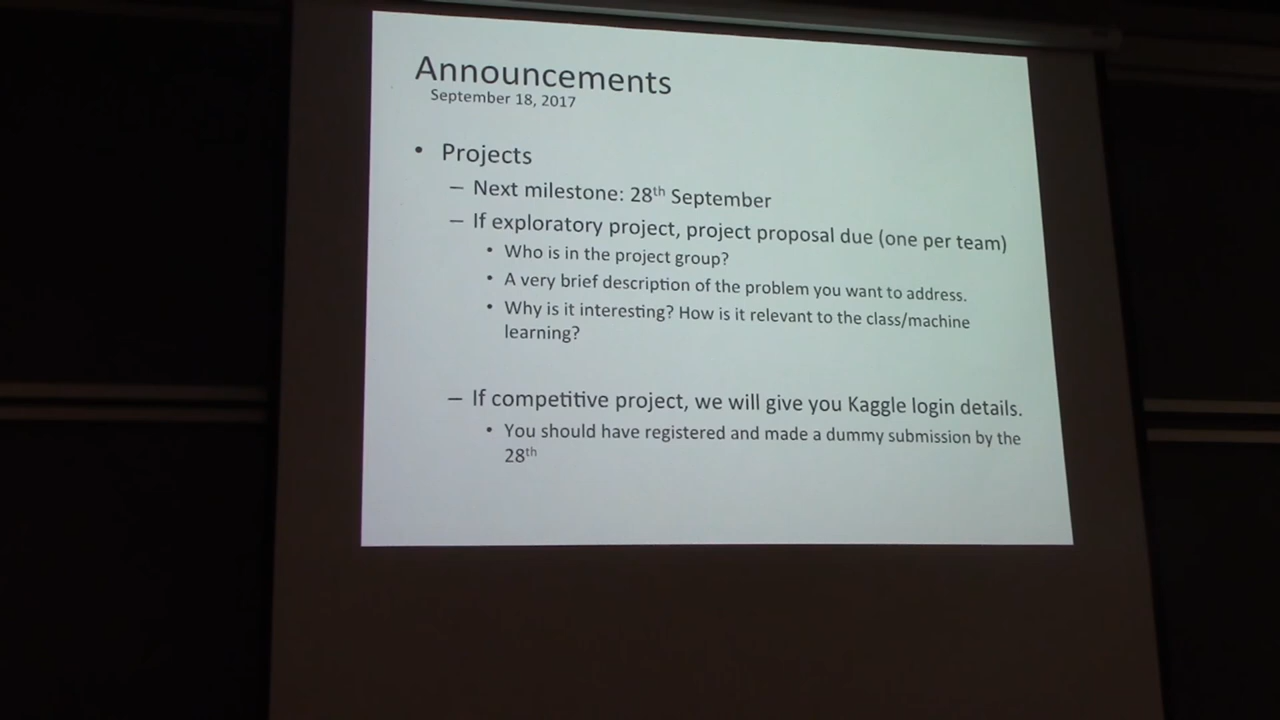 Announcements
September 18, 2017
• Projects
– Next milestone: 28th September
– If exploratory project, project proposal due (one per team)
• Who is in the project group?
• A very brief description of the problem you want to address.
• Why is it interesting? How is it relevant to the class/machine
learning?
– If competitive project, we will give you Kaggle login details.
• You should have registered and made a dummy submission by the
28th